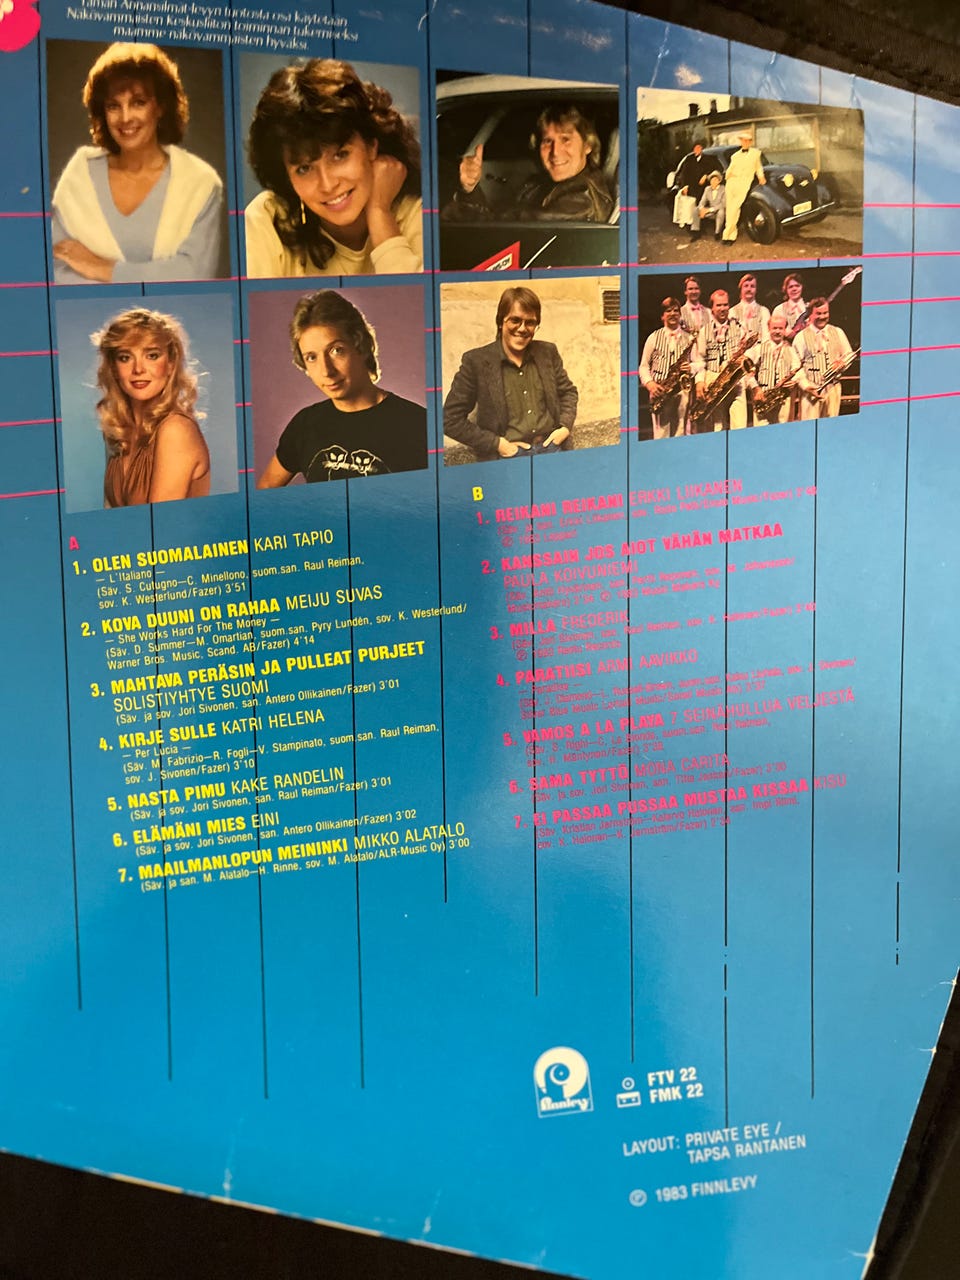 Tämän Annansilmät-levyn tuotosta osa käytetään
Näkövammaisten Keskusliiton toiminnan tukemiseksi
maamme näkövammaisten hyväksi.
A
1. OLEN SUOMALAINEN KARI TAPIO
— L'Italiano —
(Säv. S. Cutugno—C. Minellono, suom.san. Raul Reiman,
sov. K. Westerlund/Fazer) 3'51
2. KOVA DUUNI ON RAHAA MEIJU SUVAS
— She Works Hard For The Money —
(Säv. D. Summer—M. Omartian, suom.san. Pyry Lundén, sov. K. Westerlund/
Warner Bros. Music, Scand. AB/Fazer) 4'14
3. MAHTAVA PERÄSIN JA PULLEAT PURJEET
SOLISTIYHTYE SUOMI
(Säv. ja sov. Jori Sivonen, san. Antero Ollikainen/Fazer) 3'01
4. KIRJE SULLE KATRI HELENA
— Per Lucia —
(Säv. M. Fabrizio—R. Fogli—V. Stampinato, suom.san. Raul Reiman,
sov. J. Sivonen/Fazer) 3'10
5. NASTA PIMU KAKE RANDELIN
(Säv. ja sov. Jori Sivonen, san. Raul Reiman/Fazer) 3'01
6. ELÄMÄNI MIES EINI
(Säv. ja sov. Jori Sivonen, san. Antero Ollikainen/Fazer) 3'02
7. MAAILMANLOPUN MEININKI MIKKO ALATALO
(Säv. ja san. M. Alatalo—H. Rinne, sov. M. Alatalo/ALR-Music Oy) 3'00
B
1. REIKANI REIKANI ERKKI LIIKANEN
2. KANSSAIN JOS AIOT VÄHÄN MATKAA
PAULA KOIVUNIEMI
3. MILLA FREDERIK
4. PARATIISI ARMI AAVIKKO
— Paradise —
5. VAMOS A LA PLAYA 7 SEINÄHULLUA VELJESTÄ
6. SAMA TYTTÖ MONA CARITA
(Säv. ja sov. Jori Sivonen, san.
7. EI PASSAA PUSSAA MUSTAA KISSAA KISU
finnlevy
FTV 22
FMK 22
LAYOUT: PRIVATE EYE /
TAPSA RANTANEN
℗ 1983 FINNLEVY